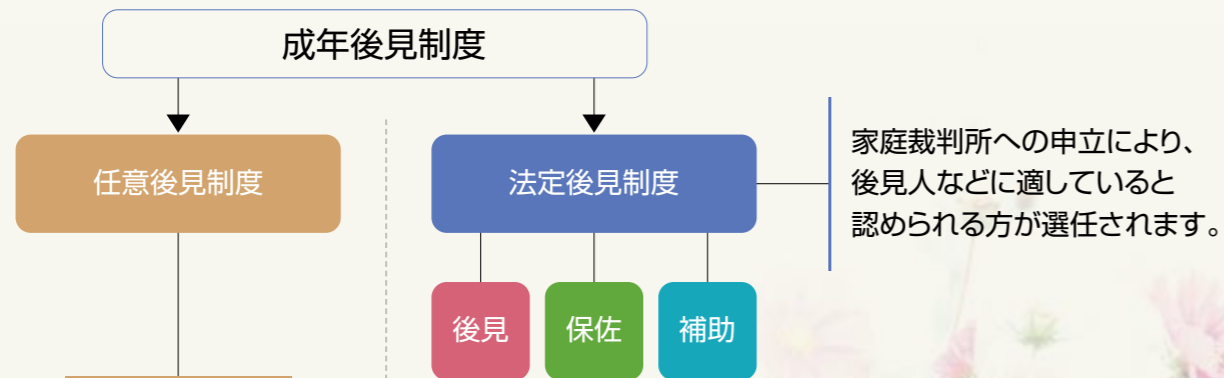 成年後見制度
任意後見制度
法定後見制度
家庭裁判所への申立により、
後見人などに適していると
認められる方が選任されます。
後見
保佐
補助